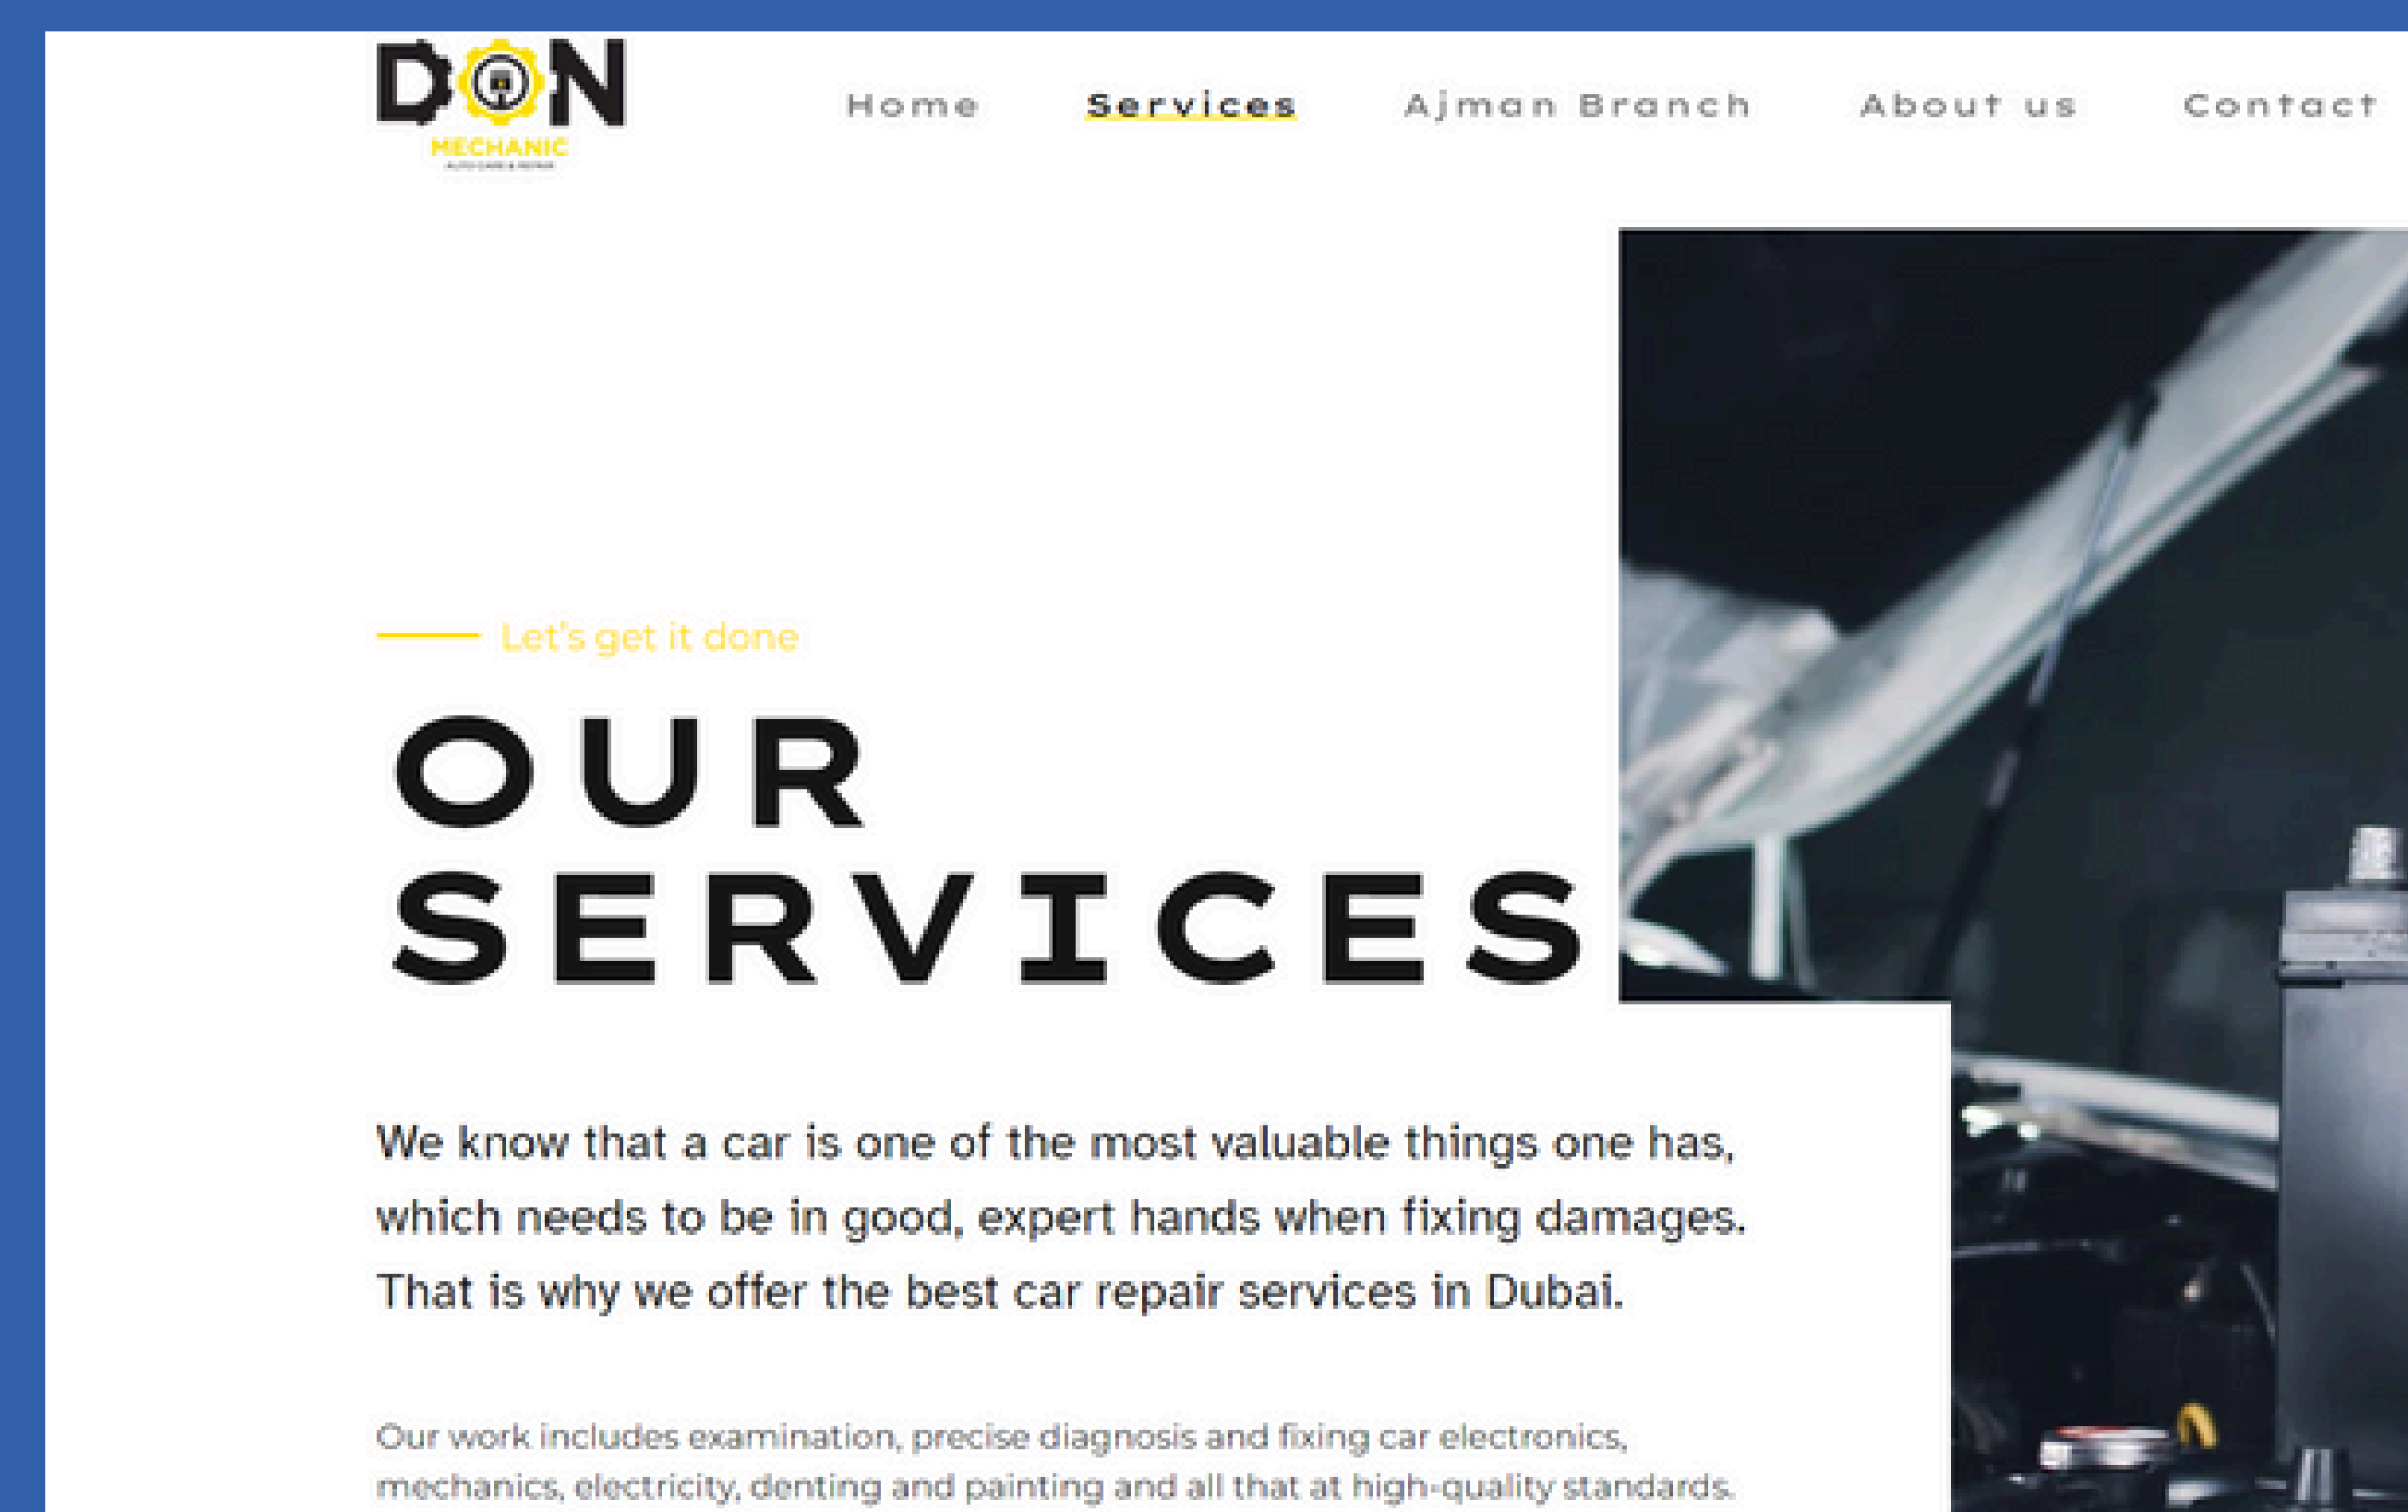 DON
MECHANIC
AUTO CARE & REPAIR
Home Services Ajman Branch About us Contact
Let's get it done
OUR
SERVICES
We know that a car is one of the most valuable things one has,
which needs to be in good, expert hands when fixing damages.
That is why we offer the best car repair services in Dubai.
Our work includes examination, precise diagnosis and fixing car electronics,
mechanics, electricity, denting and painting and all that at high-quality standards.